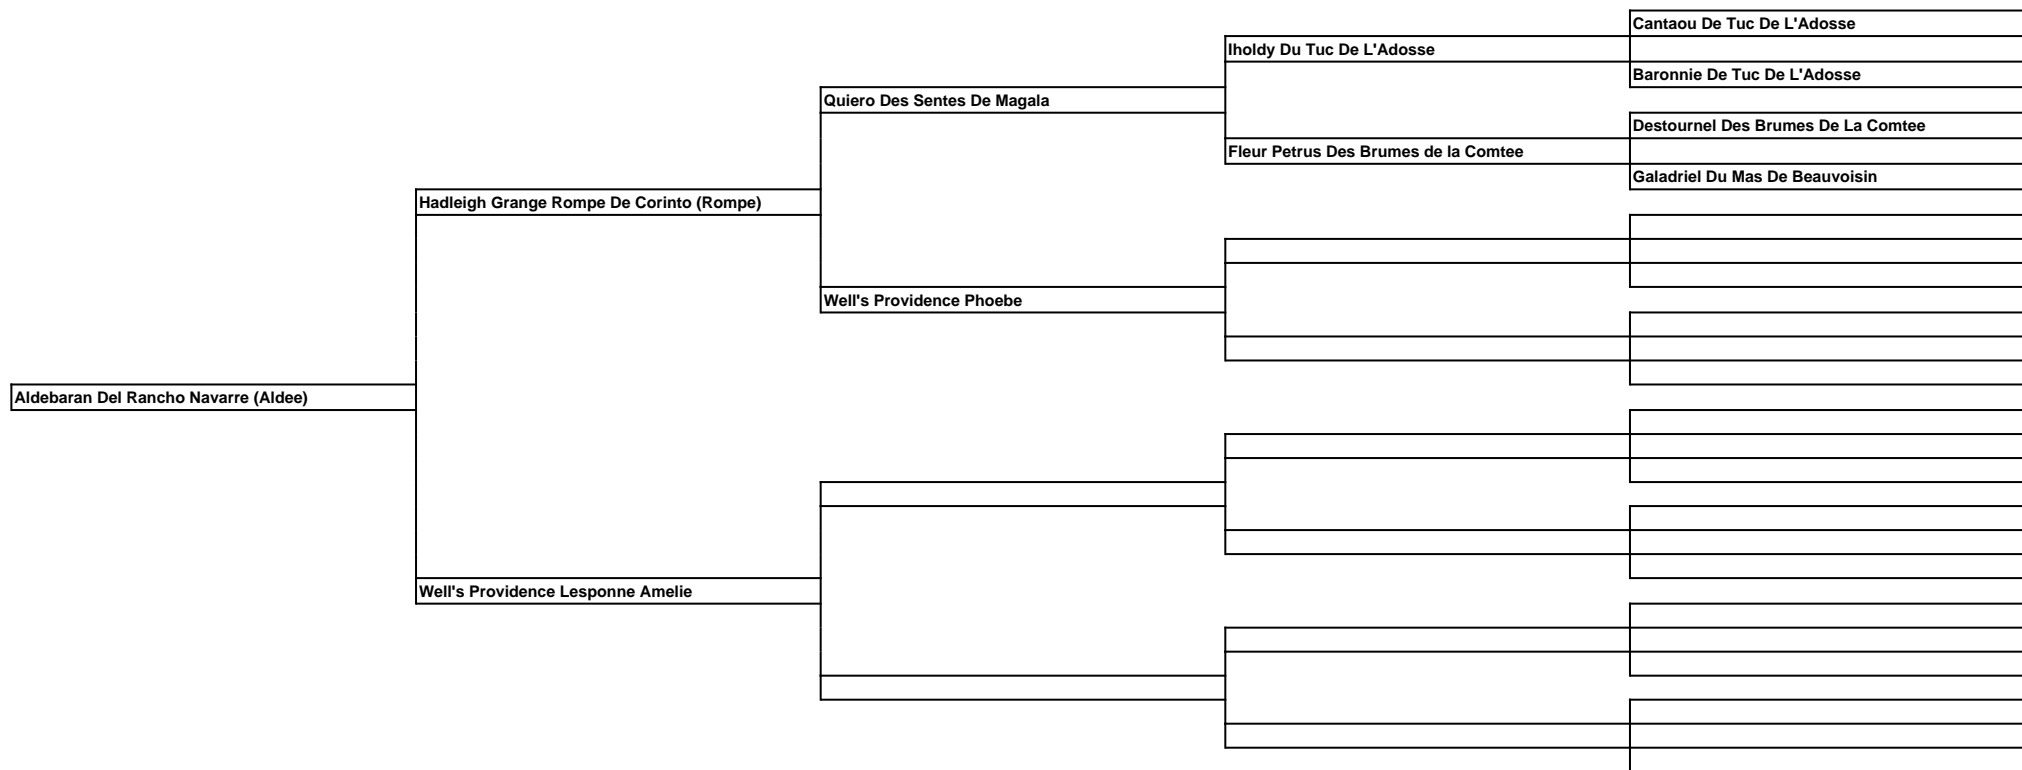 Cantaou De Tuc De L'Adosse
Iholdy Du Tuc De L'Adosse
Baronnie De Tuc De L'Adosse
Quiero Des Sentes De Magala
Destournel Des Brumes De La Comtee
Fleur Petrus Des Brumes de la Comtee
Galadriel Du Mas De Beauvoisin
Hadleigh Grange Rompe De Corinto (Rompe)
Well's Providence Phoebe
Aldebaran Del Rancho Navarre (Aldee)
Well's Providence Lesponne Amelie